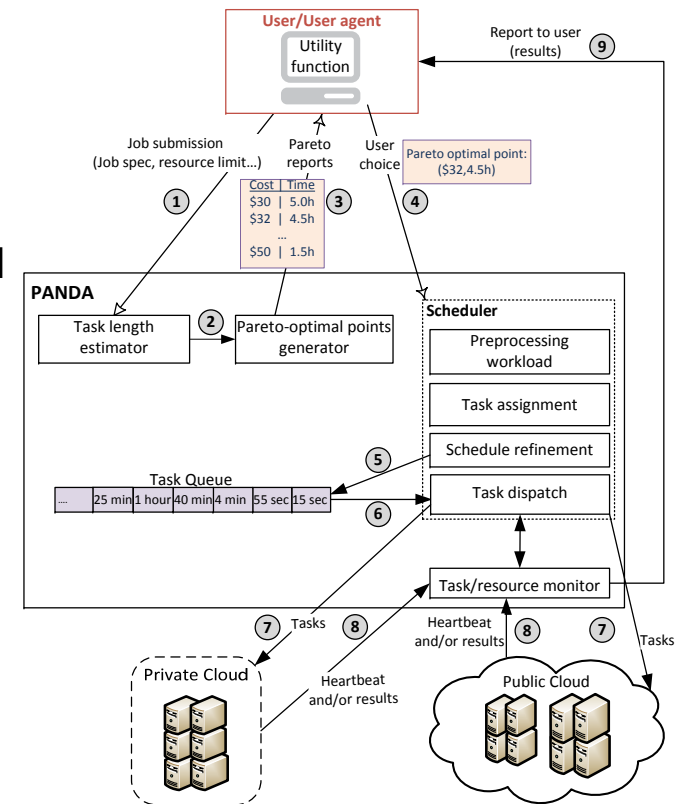 User/User agent
Utility
function
Report to user
(results)
9
Job submission
(Job spec, resource limit...)
1
Pareto
reports
Cost | Time
$30 | 5.0h
$32 | 4.5h
...
$50 | 1.5h
3
User
choice
Pareto optimal point:
($32,4.5h)
4
PANDA
Task length
estimator
2
Pareto-optimal points
generator
Scheduler
Preprocessing
workload
Task assignment
Schedule refinement
Task dispatch
5
Task Queue
.... 25 min 1 hour 40 min 4 min 55 sec 15 sec
6
Task/resource monitor
7 Tasks
8
Heartbeat
and/or results
8
7
Tasks
Private Cloud
Heartbeat
and/or results
Public Cloud